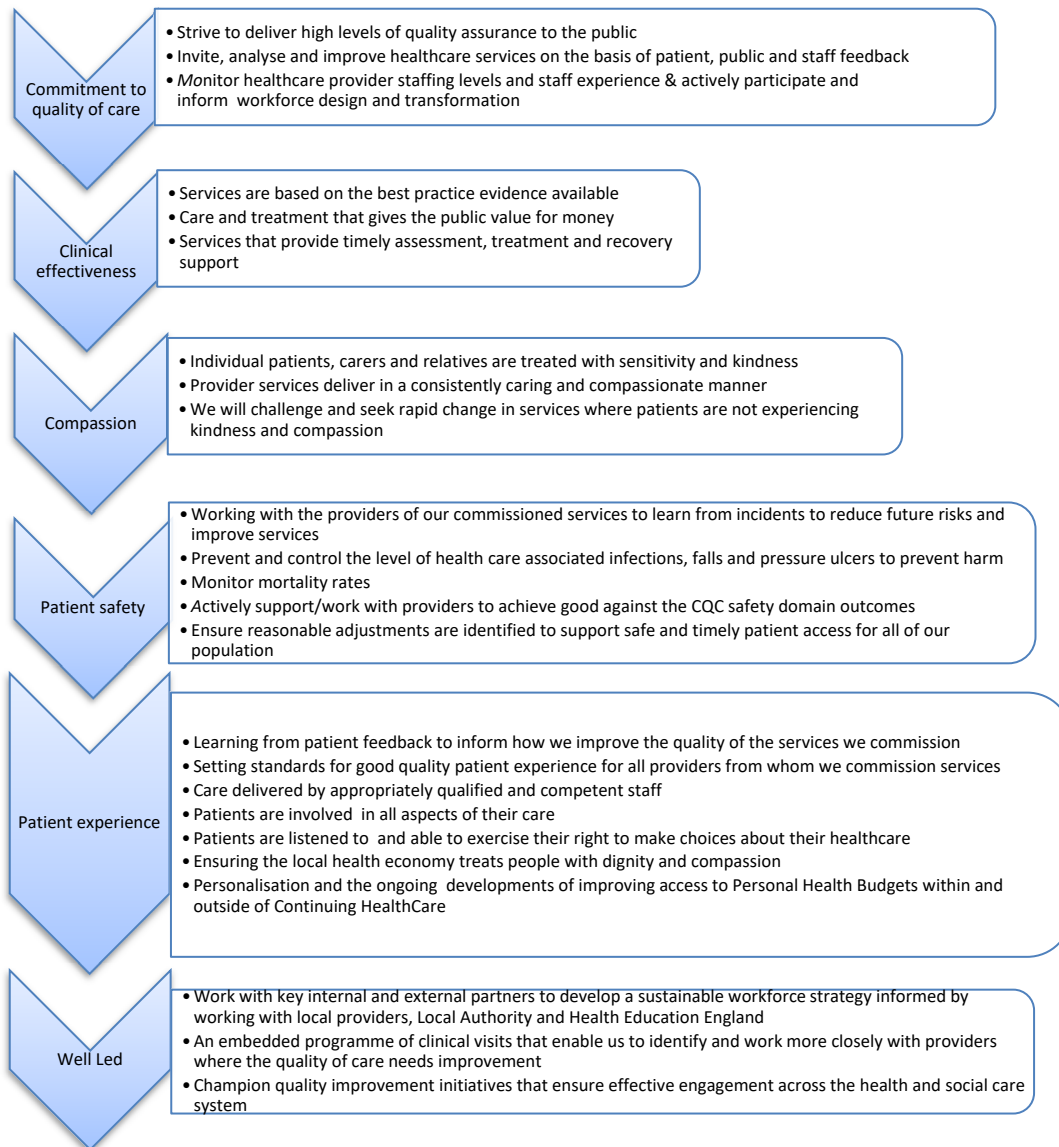 Commitment to
quality of care
• Strive to deliver high levels of quality assurance to the public
• Invite, analyse and improve healthcare services on the basis of patient, public and staff feedback
• Monitor healthcare provider staffing levels and staff experience & actively participate and
inform workforce design and transformation
Clinical
effectiveness
• Services are based on the best practice evidence available
• Care and treatment that gives the public value for money
• Services that provide timely assessment, treatment and recovery
support
Compassion
• Individual patients, carers and relatives are treated with sensitivity and kindness
• Provider services deliver in a consistently caring and compassionate manner
• We will challenge and seek rapid change in services where patients are not experiencing
kindness and compassion
Patient safety
• Working with the providers of our commissioned services to learn from incidents to reduce future risks and
improve services
• Prevent and control the level of health care associated infections, falls and pressure ulcers to prevent harm
• Monitor mortality rates
• Actively support/work with providers to achieve good against the CQC safety domain outcomes
• Ensure reasonable adjustments are identified to support safe and timely patient access for all of our
population
Patient experience
• Learning from patient feedback to inform how we improve the quality of the services we commission
• Setting standards for good quality patient experience for all providers from whom we commission services
• Care delivered by appropriately qualified and competent staff
• Patients are involved in all aspects of their care
• Patients are listened to and able to exercise their right to make choices about their healthcare
• Ensuring the local health economy treats people with dignity and compassion
• Personalisation and the ongoing developments of improving access to Personal Health Budgets within and
outside of Continuing HealthCare
Well Led
• Work with key internal and external partners to develop a sustainable workforce strategy informed by
working with local providers, Local Authority and Health Education England
• An embedded programme of clinical visits that enable us to identify and work more closely with providers
where the quality of care needs improvement
• Champion quality improvement initiatives that ensure effective engagement across the health and social care
system